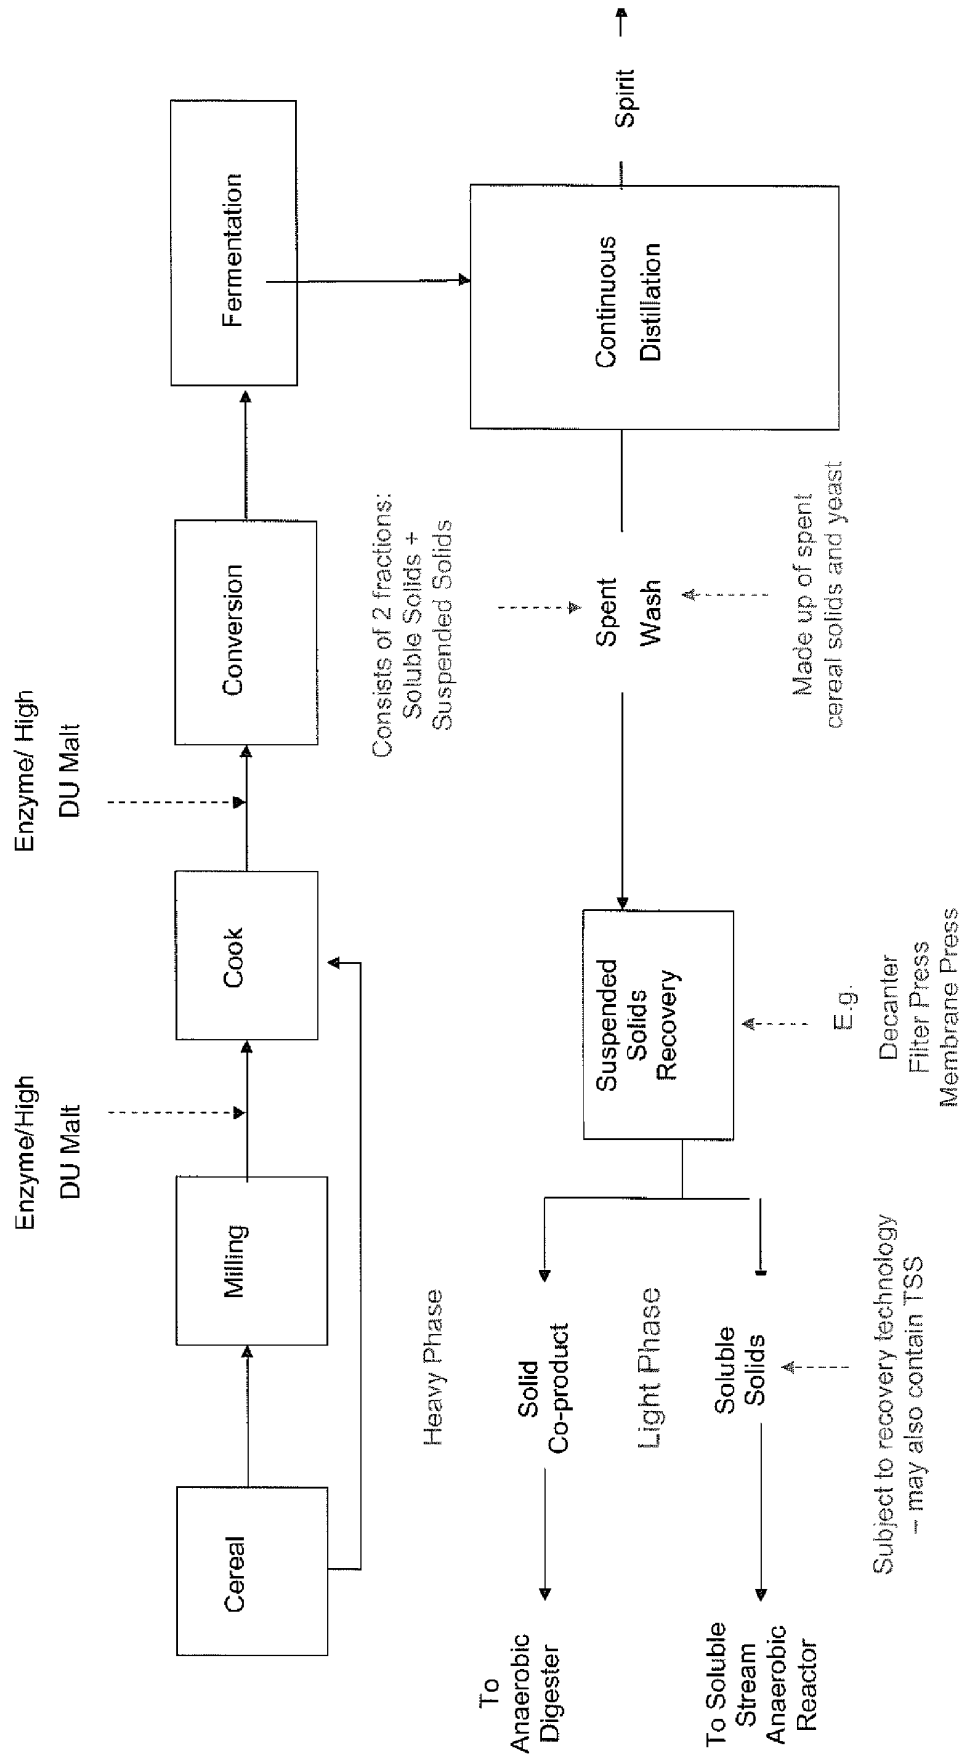 Enzyme/High
DU Malt
Enzyme/ High
DU Malt
Cereal
Milling
Cook
Conversion
Fermentation
Heavy Phase
Consists of 2 fractions:
Soluble Solids +
Suspended Solids
To
Anaerobic
Digester
Solid
Co-product
Light Phase
Suspended
Solids
Recovery
Spent
Wash
Continuous
Distillation
Spirit
To Soluble
Stream
Anaerobic
Reactor
Soluble
Solids
Subject to recovery technology
– may also contain TSS
E.g.
Decanter
Filter Press
Membrane Press
Made up of spent
cereal solids and yeast